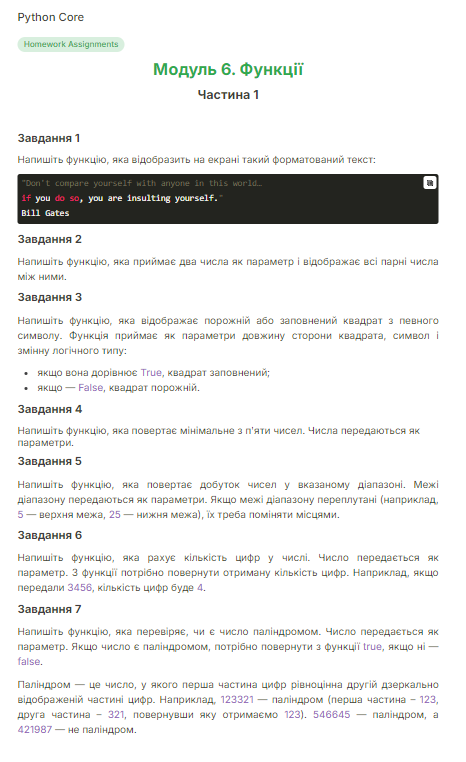 Python Core
Homework Assignments
Модуль 6. Функції
Частина 1
Завдання 1
Напишіть функцію, яка відобразить на екрані такий форматований текст:
"Don't compare yourself with anyone in this world…
if you do so, you are insulting yourself."
Bill Gates
Завдання 2
Напишіть функцію, яка приймає два числа як параметр і відображає всі парні числа
між ними.
Завдання 3
Напишіть функцію, яка відображає порожній або заповнений квадрат з певного
символу. Функція приймає як параметри довжину сторони квадрата, символ і
змінну логічного типу:
• якщо вона дорівнює True, квадрат заповнений;
• якщо — False, квадрат порожній.
Завдання 4
Напишіть функцію, яка повертає мінімальне з п'яти чисел. Числа передаються як
параметри.
Завдання 5
Напишіть функцію, яка повертає добуток чисел у вказаному діапазоні. Межі
діапазону передаються як параметри. Якщо межі діапазону переплутані (наприклад,
5 — верхня межа, 25 — нижня межа), їх треба поміняти місцями.
Завдання 6
Напишіть функцію, яка рахує кількість цифр у числі. Число передається як
параметр. З функції потрібно повернути отриману кількість цифр. Наприклад, якщо
передали 3456, кількість цифр буде 4.
Завдання 7
Напишіть функцію, яка перевіряє, чи є число паліндромом. Число передається як
параметр. Якщо число є паліндромом, потрібно повернути з функції true, якщо ні —
false.
Паліндром — це число, у якого перша частина цифр рівноцінна другій дзеркально
відображеній частині цифр. Наприклад, 123321 — паліндром (перша частина – 123,
друга частина – 321, повернувши яку отримаємо 123). 546645 — паліндром, а
421987 — не паліндром.